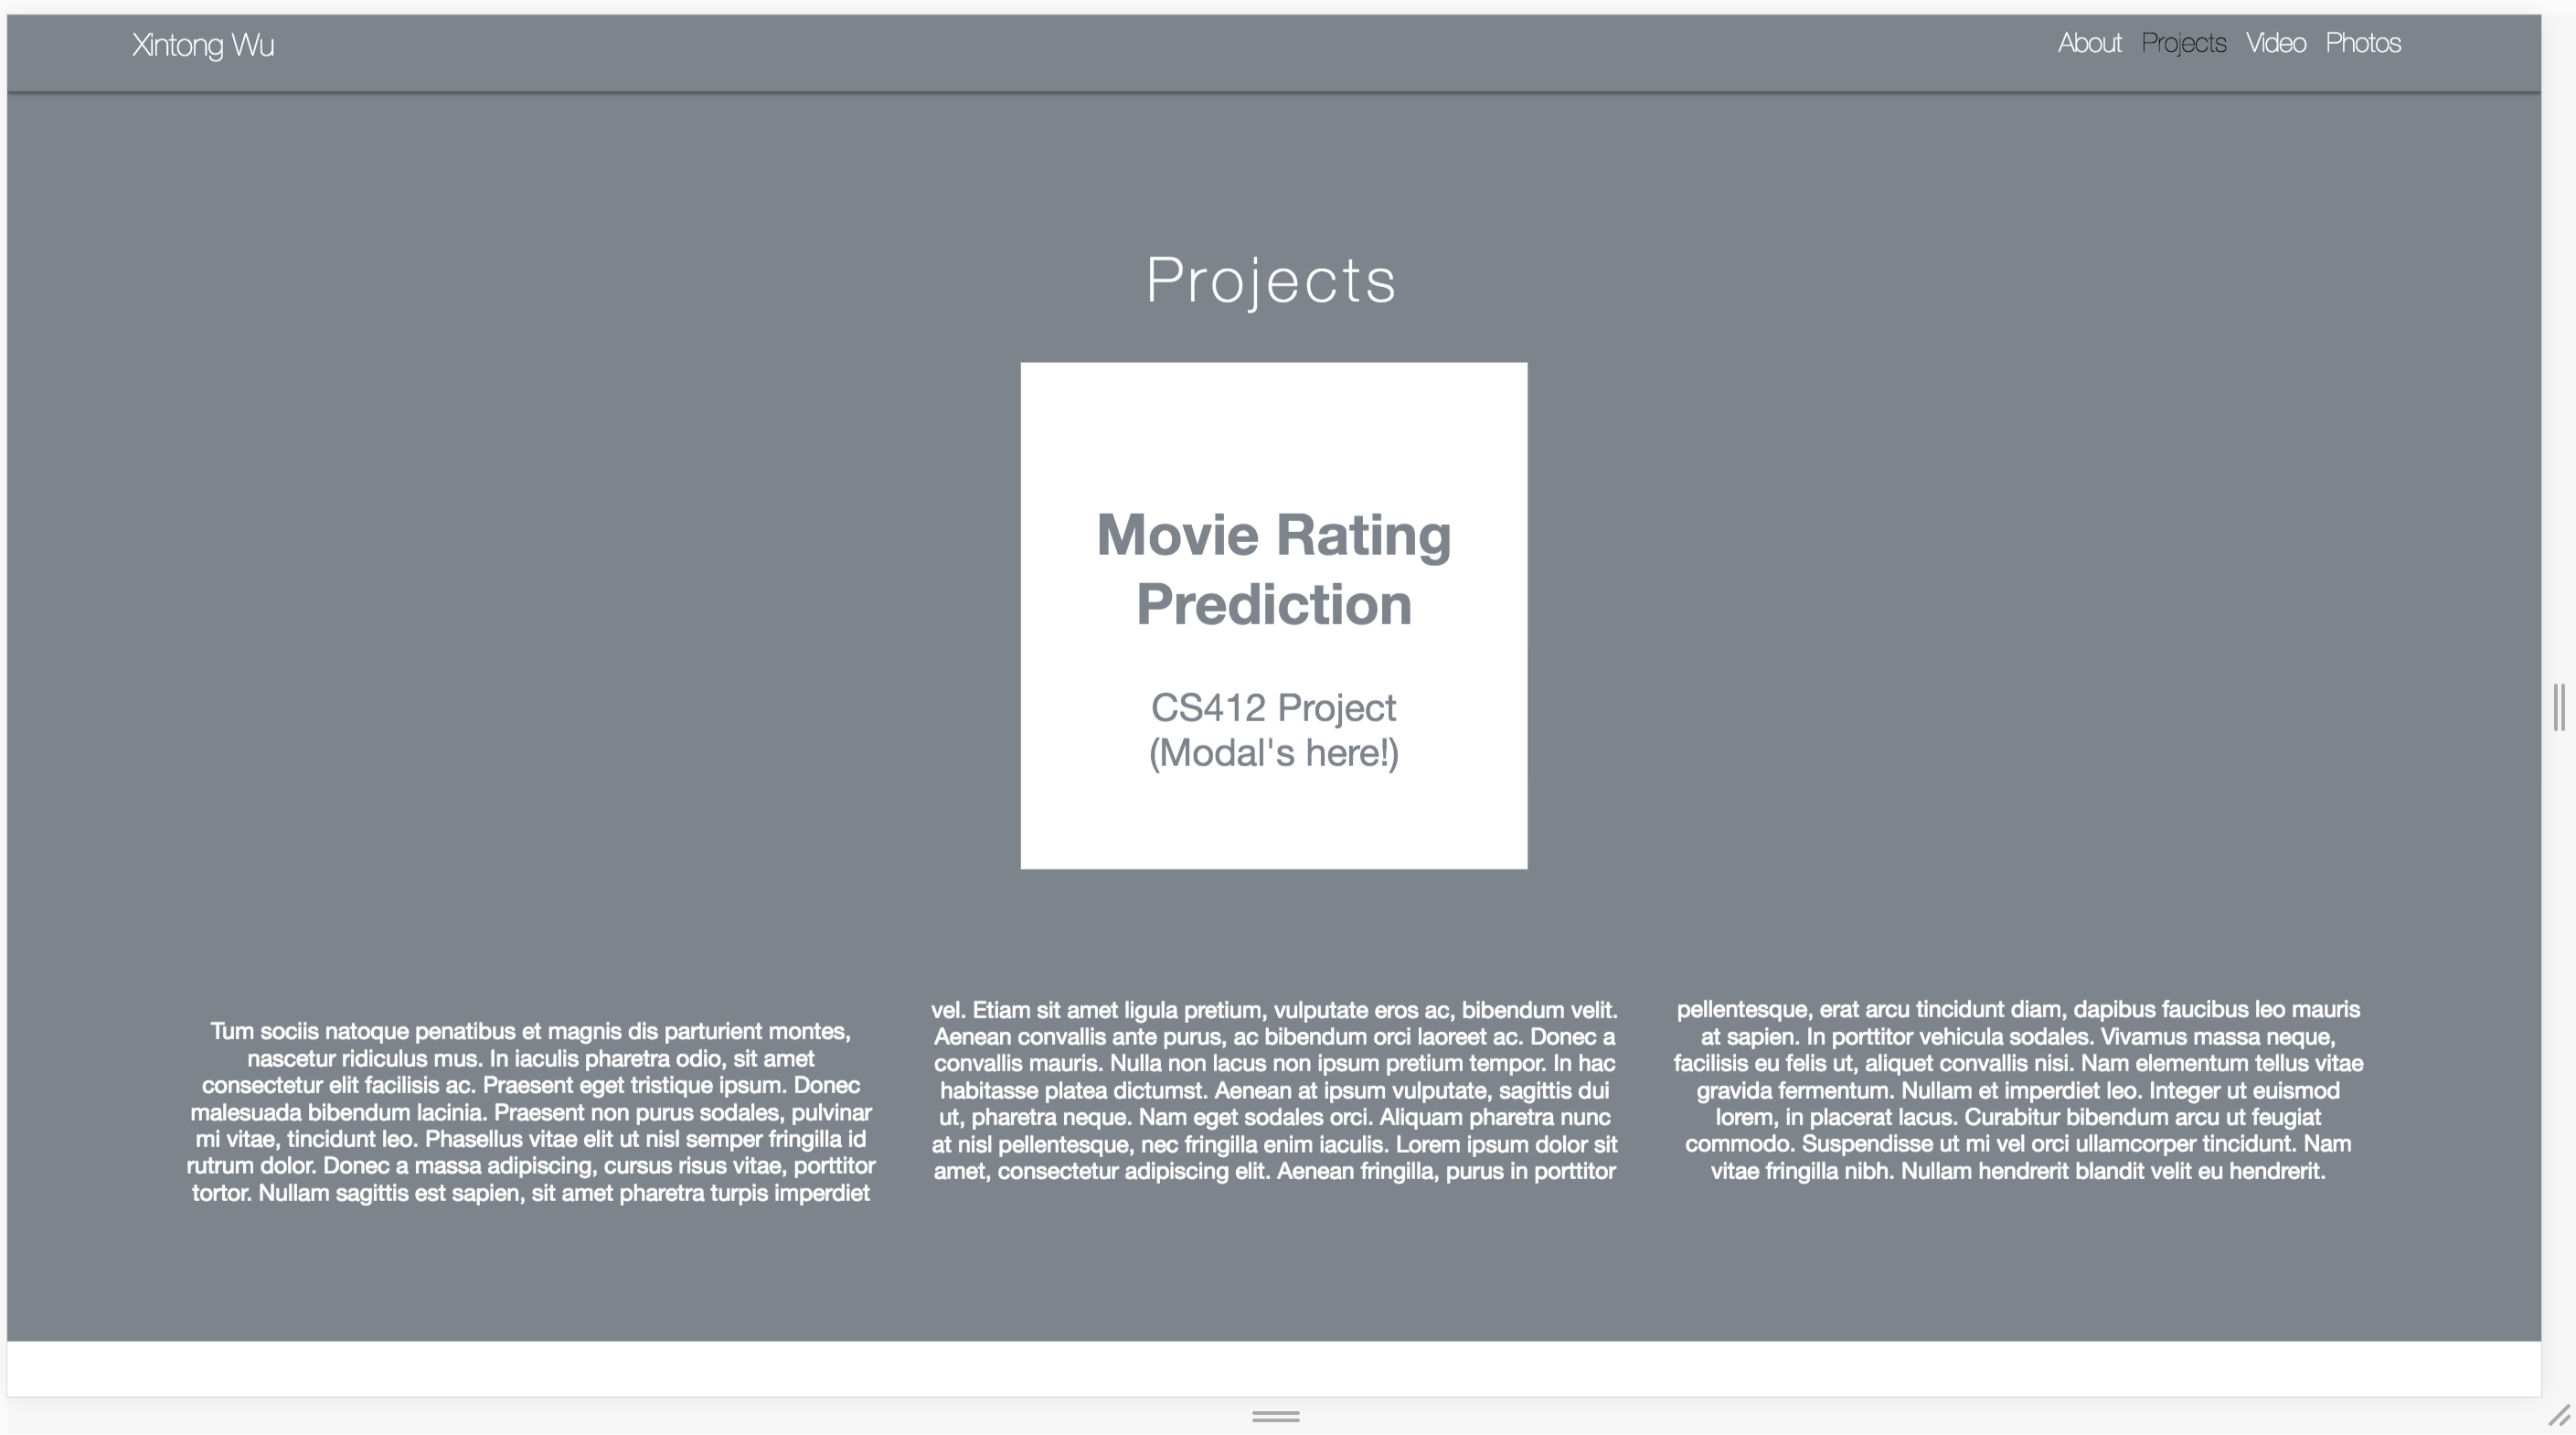 Xintong Wu
About Projects Video Photos
Projects
Movie Rating
Prediction
CS412 Project
(Modal's here!)
Tum sociis natoque penatibus et magnis dis parturient montes,
nascetur ridiculus mus. In iaculis pharetra odio, sit amet
consectetur elit facilisis ac. Praesent eget tristique ipsum. Donec
malesuada bibendum lacinia. Praesent non purus sodales, pulvinar
mi vitae, tincidunt leo. Phasellus vitae elit ut nisl semper fringilla id
rutrum dolor. Donec a massa adipiscing, cursus risus vitae, porttitor
tortor. Nullam sagittis est sapien, sit amet pharetra turpis imperdiet
vel. Etiam sit amet ligula pretium, vulputate eros ac, bibendum velit.
Aenean convallis ante purus, ac bibendum orci laoreet ac. Donec a
convallis mauris. Nulla non lacus non ipsum pretium tempor. In hac
habitasse platea dictumst. Aenean at ipsum vulputate, sagittis dui
ut, pharetra neque. Nam eget sodales orci. Aliquam pharetra nunc
at nisl pellentesque, nec fringilla enim iaculis. Lorem ipsum dolor sit
amet, consectetur adipiscing elit. Aenean fringilla, purus in porttitor
pellentesque, erat arcu tincidunt diam, dapibus faucibus leo mauris
at sapien. In porttitor vehicula sodales. Vivamus massa neque,
facilisis eu felis ut, aliquet convallis nisi. Nam elementum tellus vitae
gravida fermentum. Nullam et imperdiet leo. Integer ut euismod
lorem, in placerat lacus. Curabitur bibendum arcu ut feugiat
commodo. Suspendisse ut mi vel orci ullamcorper tincidunt. Nam
vitae fringilla nibh. Nullam hendrerit blandit velit eu hendrerit.